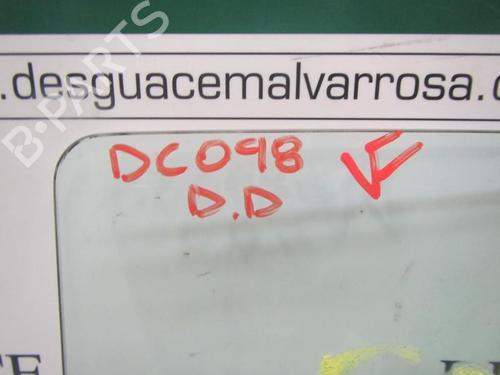 .desguacemalvarrosa.c
B-PARTS
DC098
D.D